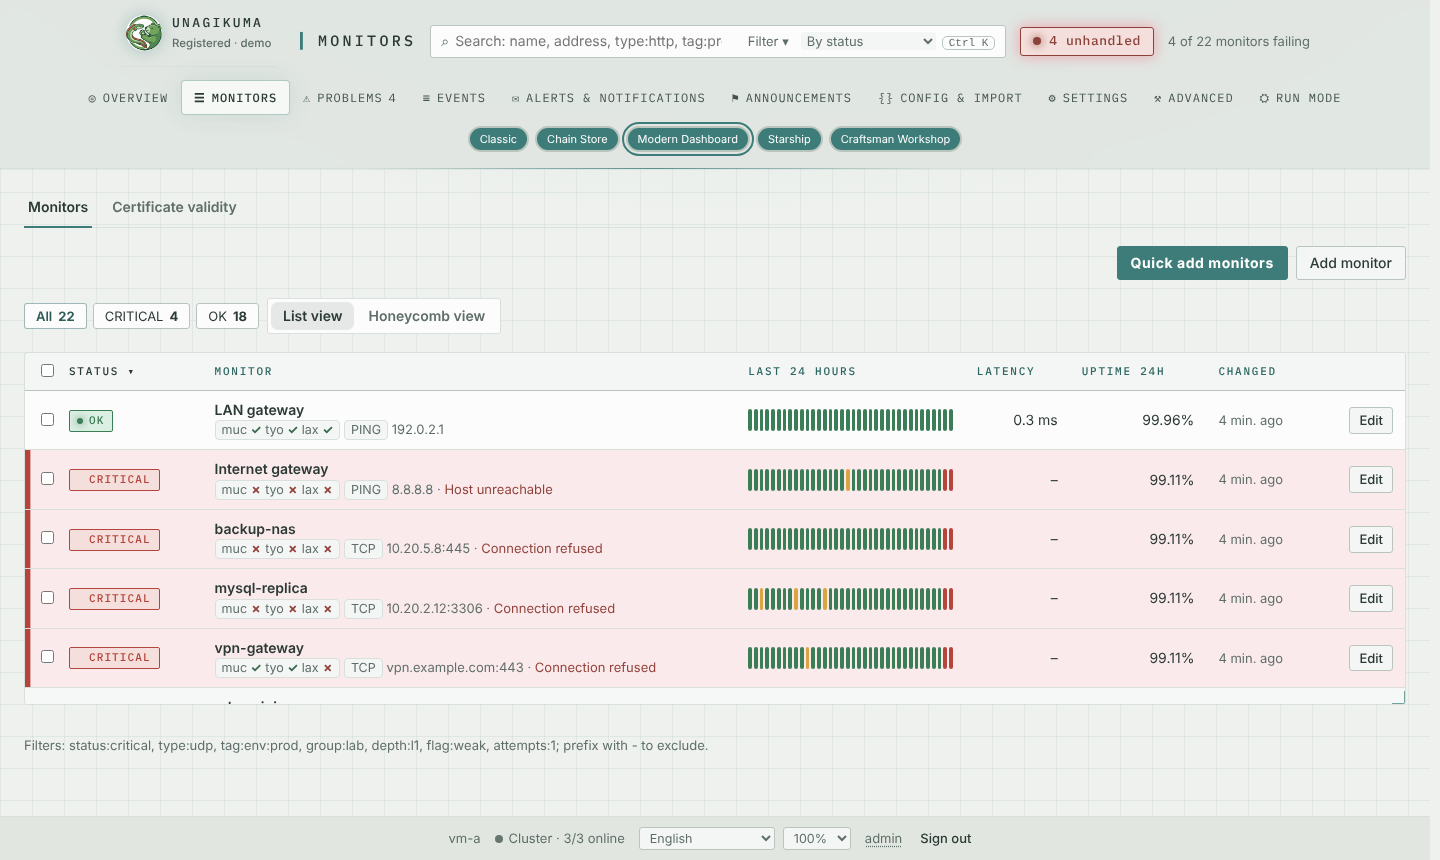 UNAGIKUMA
Registered · demo
MONITORS
Search: name, address, type:http, tag:pr
Filter ▾
By status
Ctrl K
4 unhandled
4 of 22 monitors failing
OVERVIEW
MONITORS
PROBLEMS 4
EVENTS
ALERTS & NOTIFICATIONS
ANNOUNCEMENTS
{} CONFIG & IMPORT
SETTINGS
ADVANCED
RUN MODE
Classic
Chain Store
Modern Dashboard
Starship
Craftsman Workshop
Monitors
Certificate validity
Quick add monitors
Add monitor
All 22
CRITICAL 4
OK 18
List view
Honeycomb view
STATUS ▾ MONITOR LAST 24 HOURS LATENCY UPTIME 24H CHANGED
LAN gateway
OK
muc ✔ tyo ✔ lax ✔ PING 192.0.2.1
0.3 ms 99.96% 4 min. ago Edit
Internet gateway
CRITICAL
muc ✖ tyo ✖ lax ✖ PING 8.8.8.8 · Host unreachable
– 99.11% 4 min. ago Edit
backup-nas
CRITICAL
muc ✖ tyo ✖ lax ✖ TCP 10.20.5.8:445 · Connection refused
– 99.11% 4 min. ago Edit
mysql-replica
CRITICAL
muc ✖ tyo ✖ lax ✖ TCP 10.20.2.12:3306 · Connection refused
– 99.11% 4 min. ago Edit
vpn-gateway
CRITICAL
muc ✔ tyo ✔ lax ✖ TCP vpn.example.com:443 · Connection refused
– 99.11% 4 min. ago Edit
Filters: status:critical, type:udp, tag:env:prod, group:lab, depth:l1, flag:weak, attempts:1; prefix with - to exclude.
vm-a
Cluster · 3/3 online
English
100%
admin
Sign out